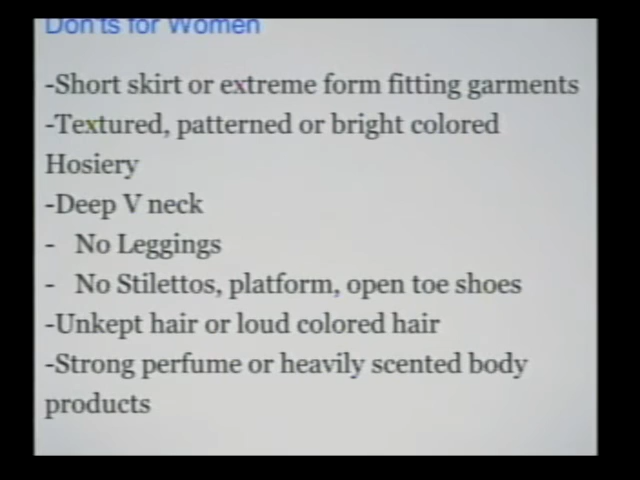 Don'ts for Women
-Short skirt or extreme form fitting garments
-Textured, patterned or bright colored
Hosiery
-Deep V neck
- No Leggings
- No Stilettos, platform, open toe shoes
-Unkept hair or loud colored hair
-Strong perfume or heavily scented body
products